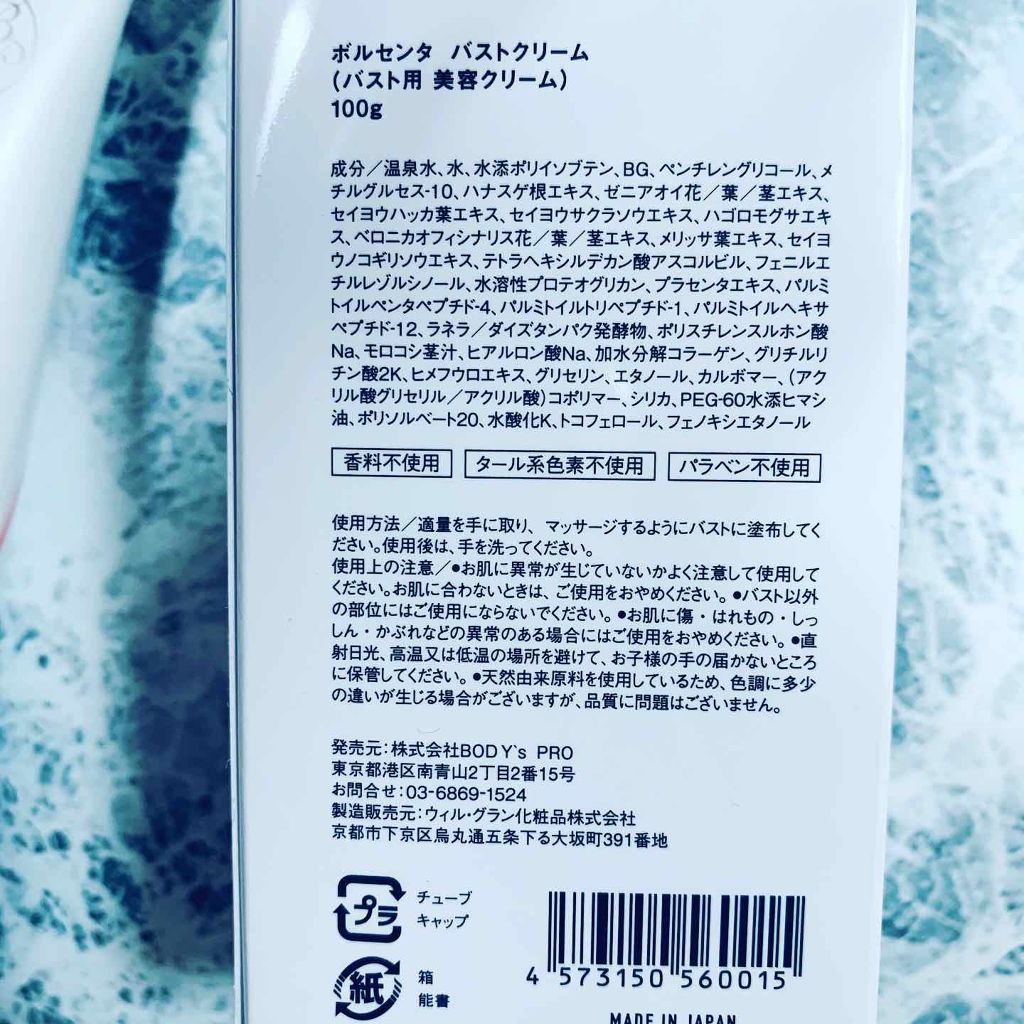 ボルセンタ バストクリーム
(バスト用 美容クリーム)
100g
成分／温泉水、水、水添ポリイソブテン、BG、ペンチレングリコール、メ
チルグルセス-10、ハナスゲ根エキス、ゼニアオイ花／葉／茎エキス、
セイヨウハッカ葉エキス、セイヨウサクラソウエキス、ハゴロモグサエキ
ス、ベロニカオフィシナリス花／葉／茎エキス、メリッサ葉エキス、セイヨ
ウノコギリソウエキス、テトラヘキシルデカン酸アスコルビル、フェニルエ
チルレゾルシノール、水溶性プロテオグリカン、プラセンタエキス、パルミ
トイルペンタペプチド-4、パルミトイルトリペプチド-1、パルミトイルヘキサ
ペプチド-12、ラネラ／ダイズタンパク発酵物、ポリスチレンスルホン酸
Na、モロコシ茎汁、ヒアルロン酸Na、加水分解コラーゲン、グリチルリ
チン酸2K、ヒメフウロエキス、グリセリン、エタノール、カルボマー、(アク
リル酸グリセリル／アクリル酸)コポリマー、シリカ、PEG-60水添ヒマシ
油、ポリソルベート20、水酸化K、トコフェロール、フェノキシエタノール
香料不使用 タール系色素不使用 パラベン不使用
使用方法／適量を手に取り、マッサージするようにバストに塗布してく
ださい。使用後は、手を洗ってください。
使用上の注意／●お肌に異常が生じていないかよく注意して使用して
ください。お肌に合わないときは、ご使用をおやめください。●バスト以外
の部位にはご使用にならないでください。●お肌に傷・はれもの・しっ
しん・かぶれなどの異常のある場合にはご使用をおやめください。●直
射日光、高温又は低温の場所を避けて、お子様の手の届かないところ
に保管してください。●天然由来原料を使用しているため、色調に多少
の違いが生じる場合がございますが、品質に問題はございません。
発売元：株式会社BODY`s PRO
東京都港区南青山2丁目2番15号
お問合せ：03-6869-1524
製造販売元：ウィル・グラン化粧品株式会社
京都市下京区烏丸通五条下る大坂町391番地
プラ チューブ
キャップ
紙 箱
能書
4 573150 560015
MADE IN JAPAN